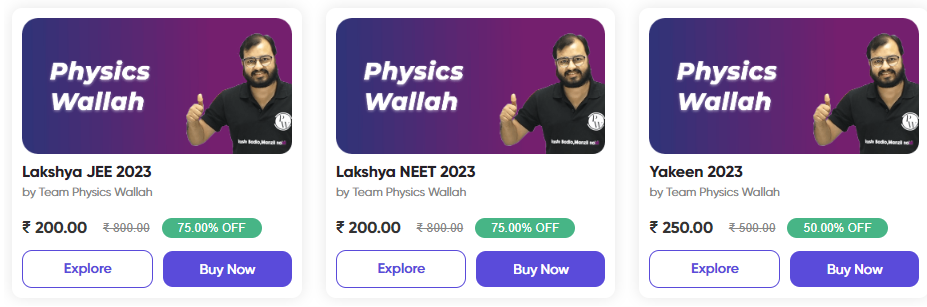 Physics
Wallah
Lakshya JEE 2023
by Team Physics Wallah
₹ 200.00 ₹ 800.00 75.00% OFF
Explore Buy Now
Physics
Wallah
Lakshya NEET 2023
by Team Physics Wallah
₹ 200.00 ₹ 800.00 75.00% OFF
Explore Buy Now
Physics
Wallah
Yakeen 2023
by Team Physics Wallah
₹ 250.00 ₹ 500.00 50.00% OFF
Explore Buy Now